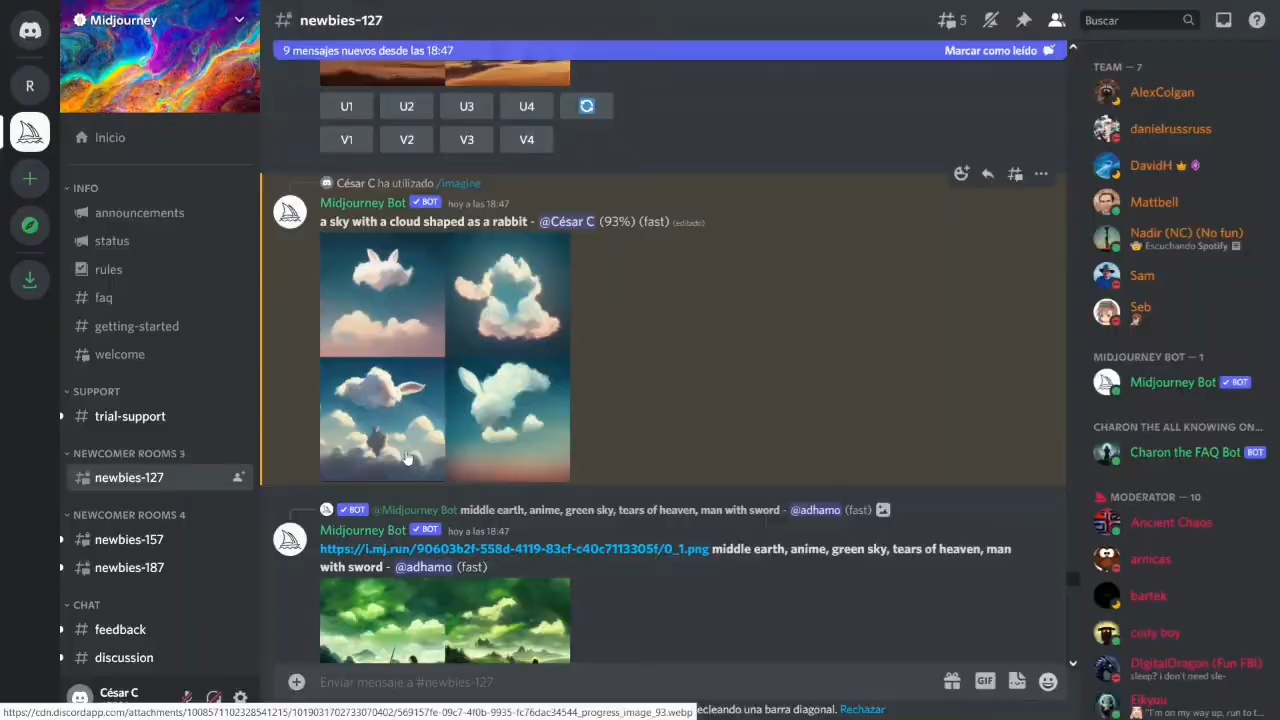 Midjourney
newbies-127
5
Buscar
9 mensajes nuevos desde las 18:47
Marcar como leído
R
Inicio
INFO
announcements
status
rules
faq
getting-started
welcome
SUPPORT
trial-support
NEWCOMER ROOMS 3
newbies-127
NEWCOMER ROOMS 4
newbies-157
newbies-187
CHAT
feedback
discussion
César C
U1 U2 U3 U4
V1 V2 V3 V4
César C ha utilizado /imagine
Midjourney Bot BOT hoy a las 18:47
a sky with a cloud shaped as a rabbit - @César C (93%) (fast) (editado)
BOT @Midjourney Bot middle earth, anime, green sky, tears of heaven, man with sword - @adhamo (fast)
Midjourney Bot BOT hoy a las 18:47
https://i.mj.run/90603b2f-558d-4119-83cf-c40c7113305f/0_1.png middle earth, anime, green sky, tears of heaven, man
with sword - @adhamo (fast)
Enviar mensaje a #newbies-127
GIF
TEAM — 7
AlexColgan
danielrussruss
DavidH
Mattbell
Nadir (NC) (No fun)
Escuchando Spotify
Sam
Seb
MIDJOURNEY BOT — 1
Midjourney Bot BOT
CHARON THE ALL KNOWING ON...
Charon the FAQ Bot BOT
MODERATOR — 10
Ancient Chaos
arnicas
bartek
cody boy
DigitalDragon (Fun FBI)
sleep? i don't need sle-
Eikyuu
"I'm on my way up, run to t...
https://cdn.discordapp.com/attachments/1008571102328541215/1019031702733070402/569157fe-09c7-4f0b-9935-fc76dac34544_progress_image_93.webp
ecleando una barra diagonal. Rechazar